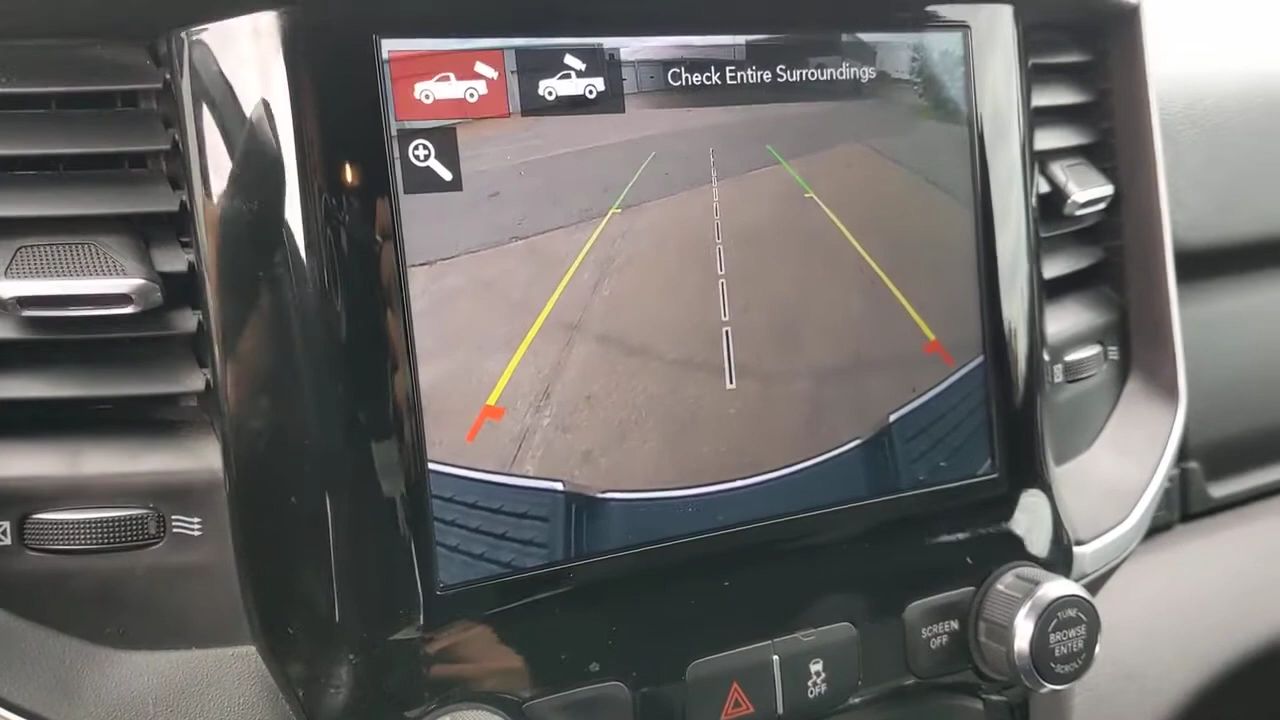 Check Entire Surroundings
SCREEN
OFF
TUNE
BROWSE
ENTER
SCROLL
OFF